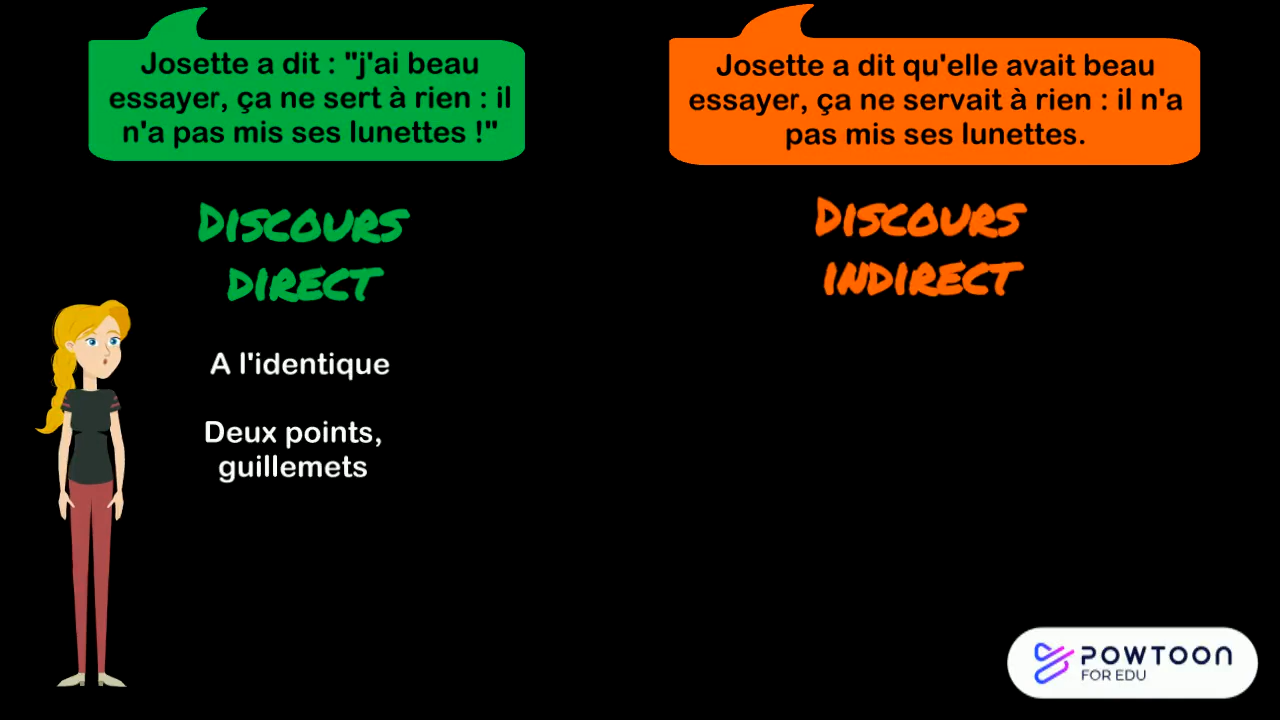 Josette a dit : "j'ai beau
essayer, ça ne sert à rien : il
n'a pas mis ses lunettes !"
Josette a dit qu'elle avait beau
essayer, ça ne servait à rien : il n'a
pas mis ses lunettes.
DISCOURS
DIRECT
DISCOURS
INDIRECT
A l'identique
Deux points,
guillemets
POWTOON
FOR EDU